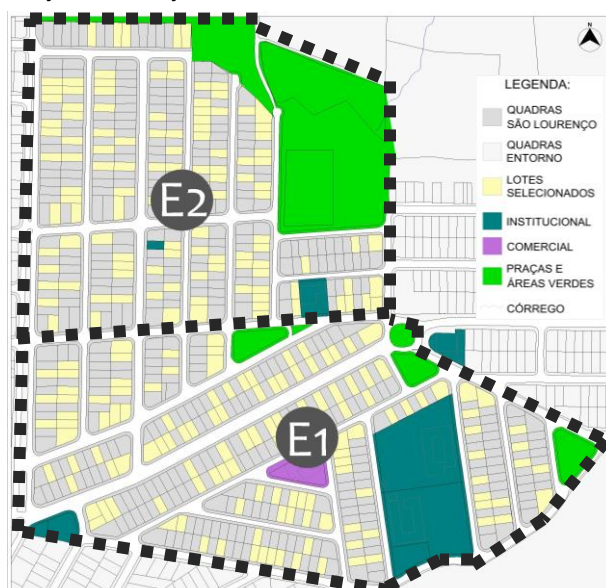 N
LEGENDA:
QUADRAS
SÃO LOURENÇO
QUADRAS
ENTORNO
LOTES
SELECIONADOS
INSTITUCIONAL
COMERCIAL
PRAÇAS E
ÁREAS VERDES
CÓRREGO
E2
E1